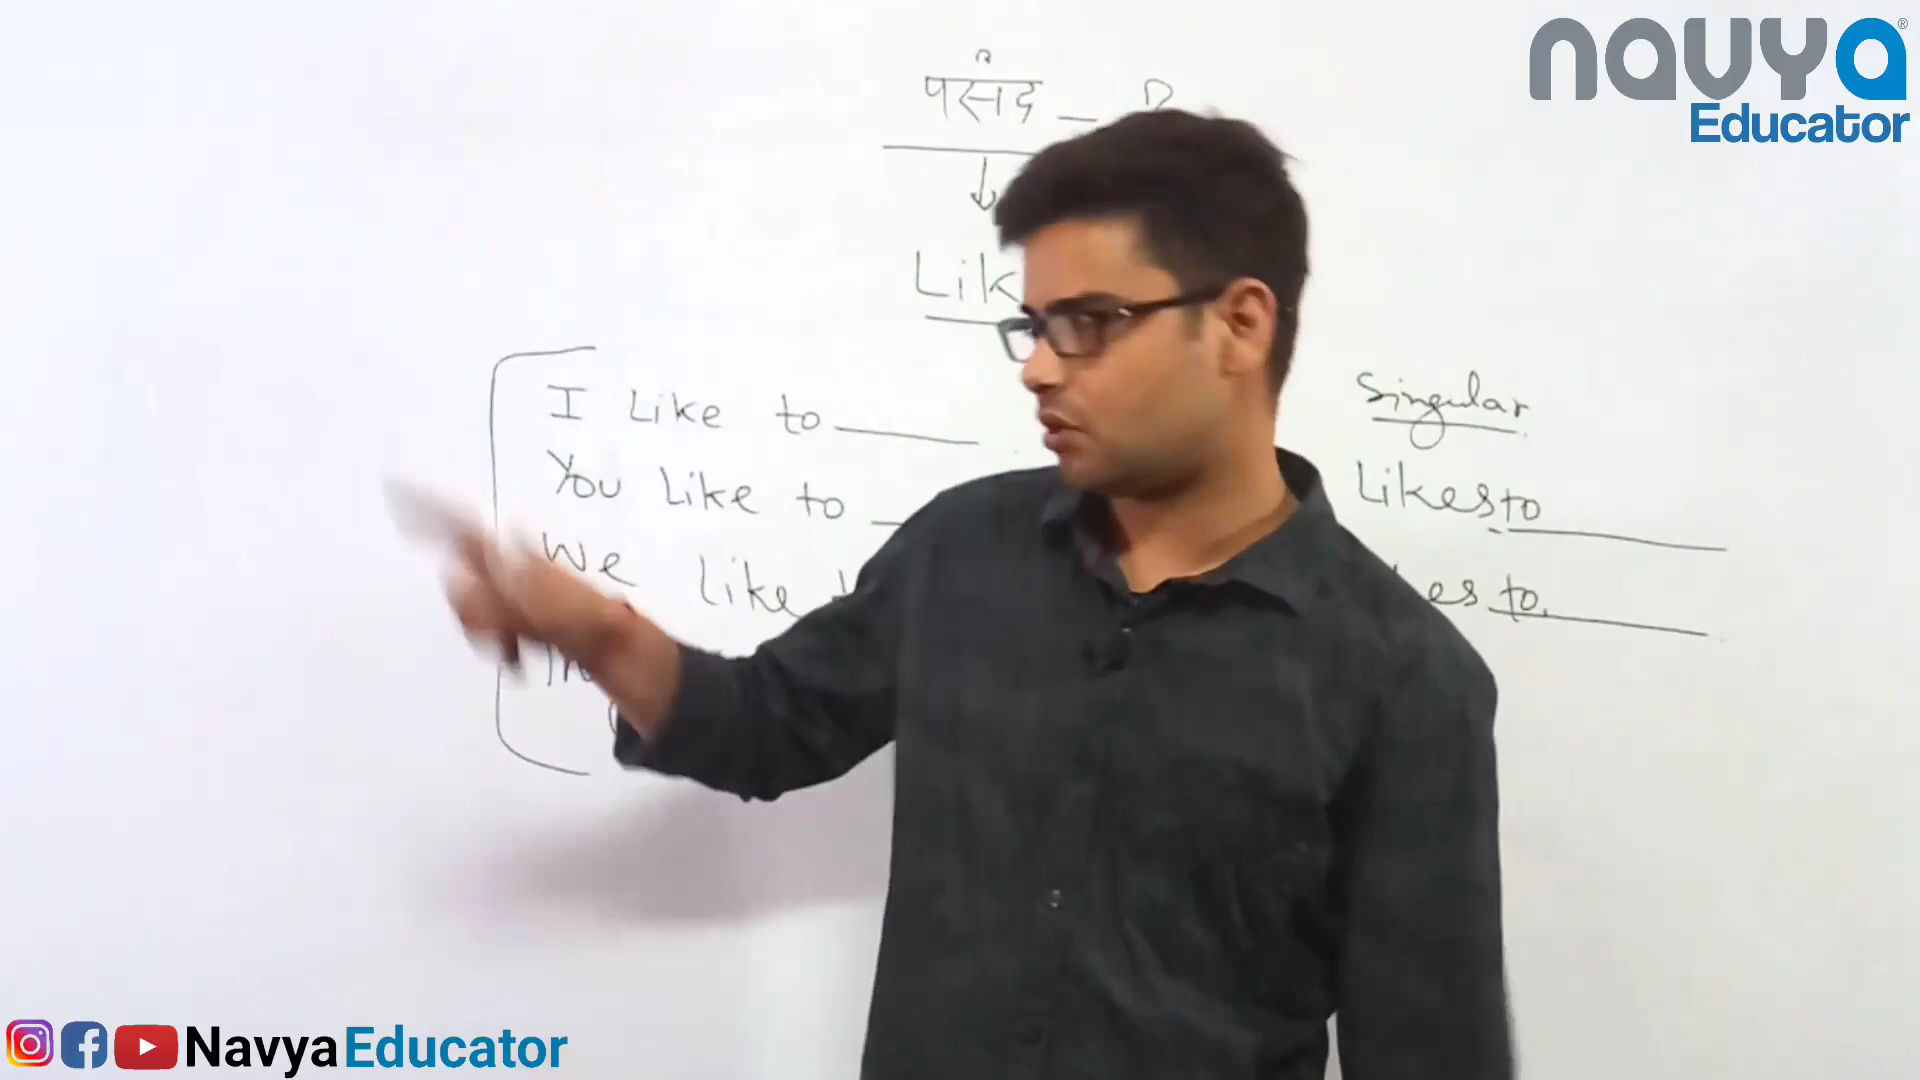 navya®
Educator
पसंद _
Lik
I Like to
Singular
You Like to
Likes to
We Like
es to
NavyaEducator